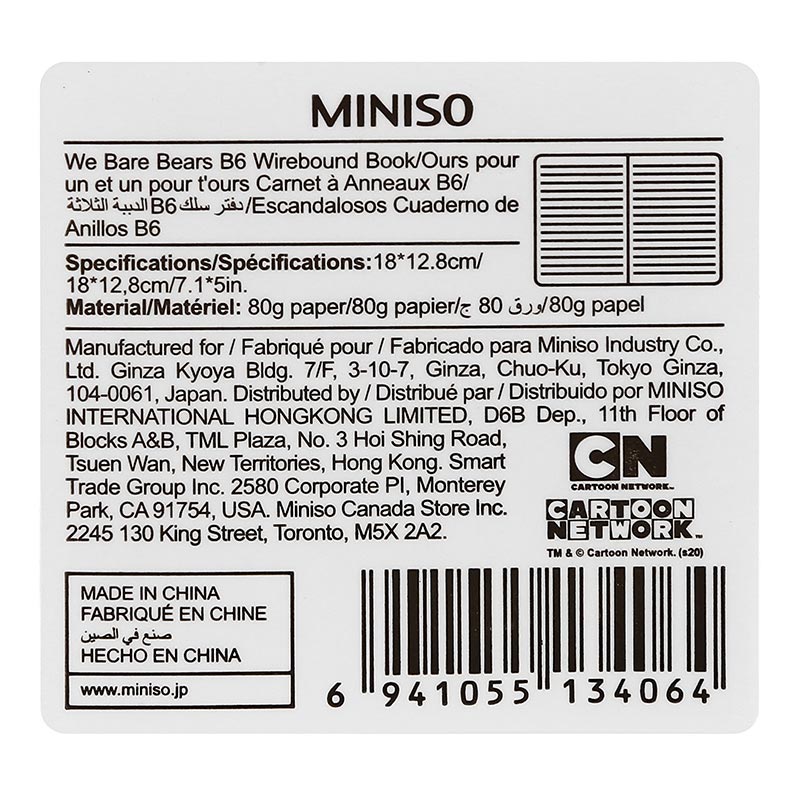 MINISO
We Bare Bears B6 Wirebound Book/Ours pour
un et un pour t'ours Carnet à Anneaux B6/
دفتر سلك B6 الدببة الثلاثة/Escandalosos Cuaderno de
Anillos B6
Specifications/Spécifications:18*12.8cm/
18*12,8cm/7.1*5in.
Material/Matériel: 80g paper/80g papier/ورق 80 ج/80g papel
Manufactured for / Fabriqué pour / Fabricado para Miniso Industry Co.,
Ltd. Ginza Kyoya Bldg. 7/F, 3-10-7, Ginza, Chuo-Ku, Tokyo Ginza,
104-0061, Japan. Distributed by / Distribué par / Distribuido por MINISO
INTERNATIONAL HONGKONG LIMITED, D6B Dep., 11th Floor of
Blocks A&B, TML Plaza, No. 3 Hoi Shing Road,
Tsuen Wan, New Territories, Hong Kong. Smart
Trade Group Inc. 2580 Corporate Pl, Monterey
Park, CA 91754, USA. Miniso Canada Store Inc.
2245 130 King Street, Toronto, M5X 2A2.
CN
CARTOON NETWORK™
CARTOON
NETWORK™
TM & © Cartoon Network. (s20)
MADE IN CHINA
FABRIQUÉ EN CHINE
صنع في الصين
HECHO EN CHINA
www.miniso.jp
6 941055 134064